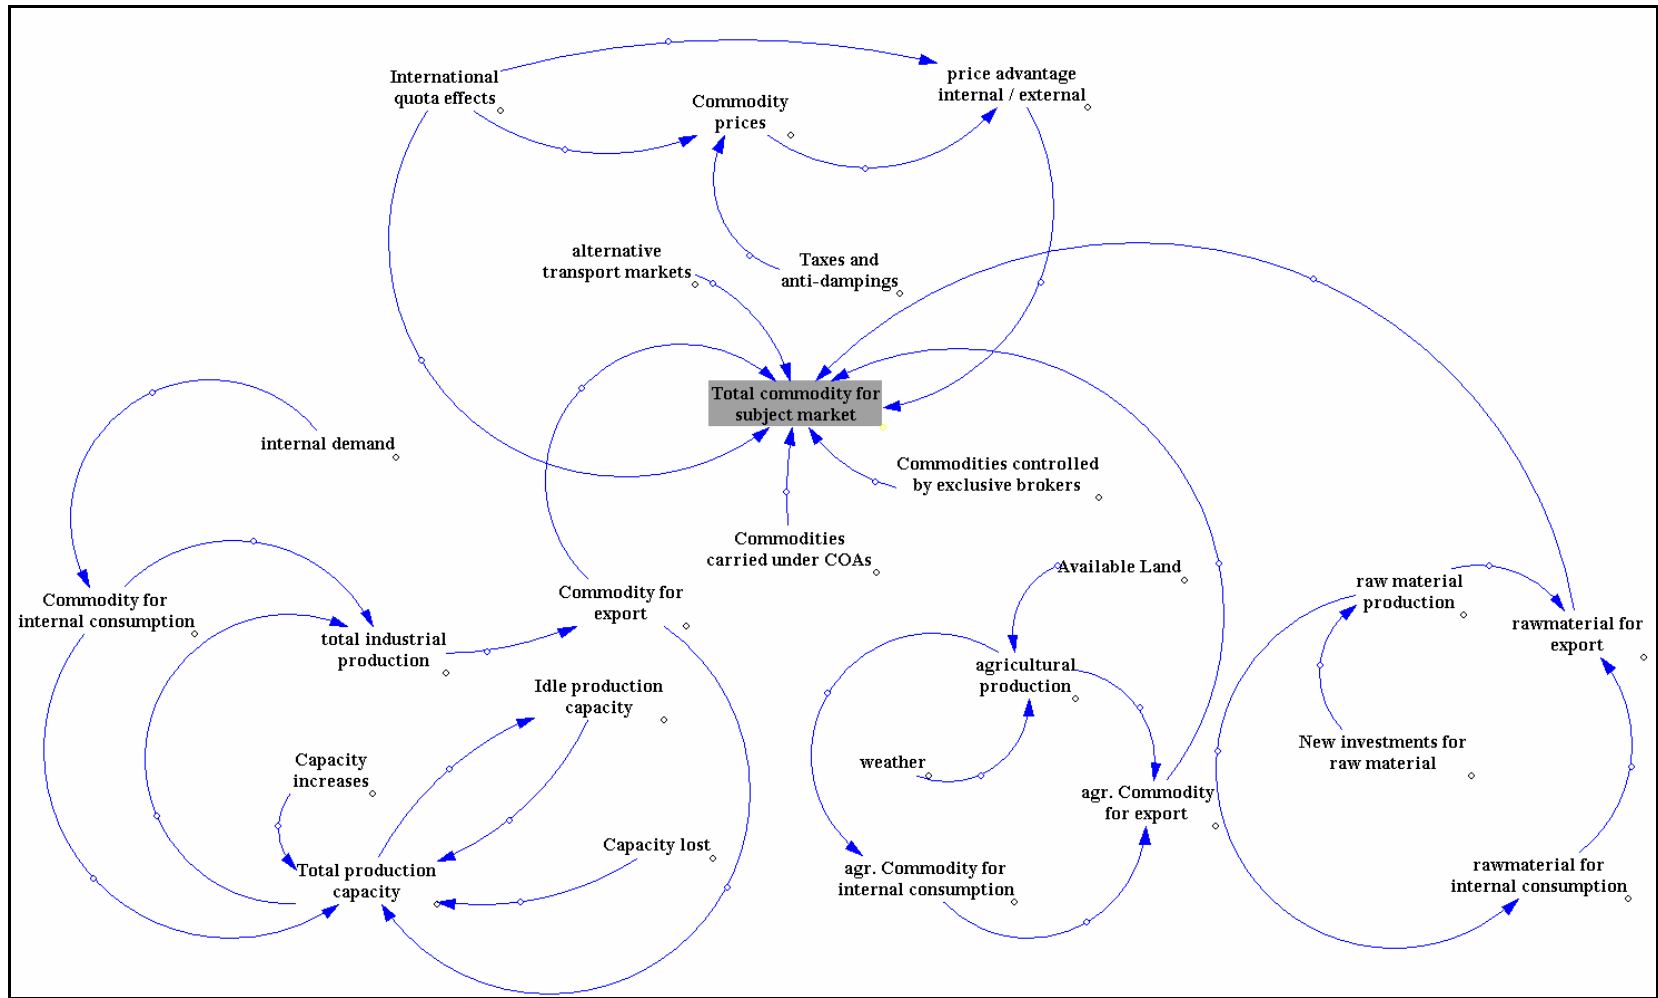 International
quota effects
price advantage
internal / external
Commodity
prices
alternative
transport markets
Taxes and
anti-dampings
Total commodity for
subject market
internal demand
Commodities controlled
by exclusive brokers
Commodities
carried under COAs
Available Land
Commodity for
internal consumption
Commodity for
export
raw material
production
rawmaterial for
export
total industrial
production
agricultural
production
Idle production
capacity
New investments for
raw material
Capacity
increases
weather
agr. Commodity
for export
Capacity lost
Total production
capacity
agr. Commodity for
internal consumption
rawmaterial for
internal consumption